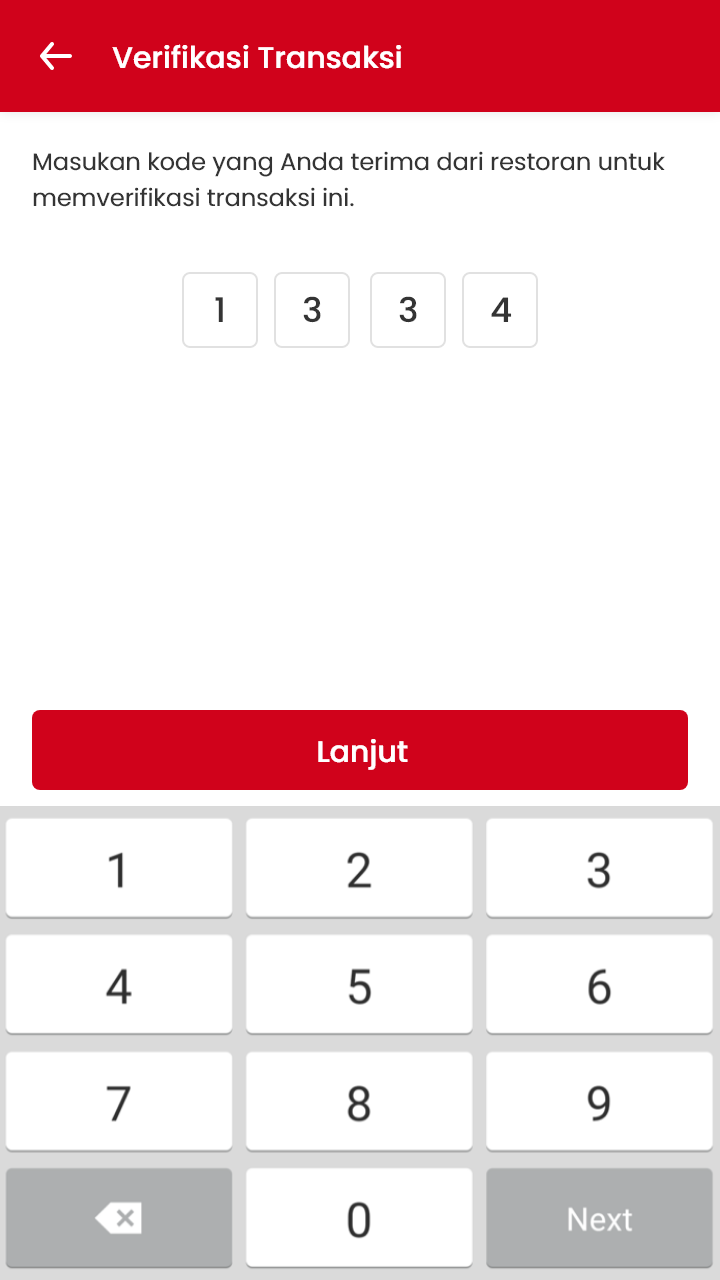 Verifikasi Transaksi
Masukan kode yang Anda terima dari restoran untuk
memverifikasi transaksi ini.
1 3 3 4
Lanjut
1 2 3
4 5 6
7 8 9
0 Next